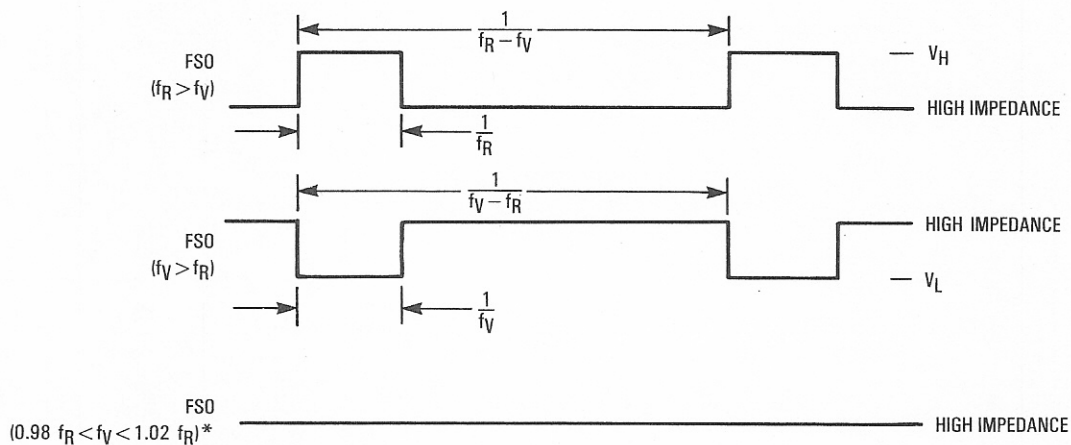 1
fR – fV
FSO
(fR > fV)
VH
HIGH IMPEDANCE
1
fR
1
fV – fR
HIGH IMPEDANCE
FSO
(fV > fR)
VL
1
fV
FSO
(0.98 fR < fV < 1.02 fR) *
HIGH IMPEDANCE